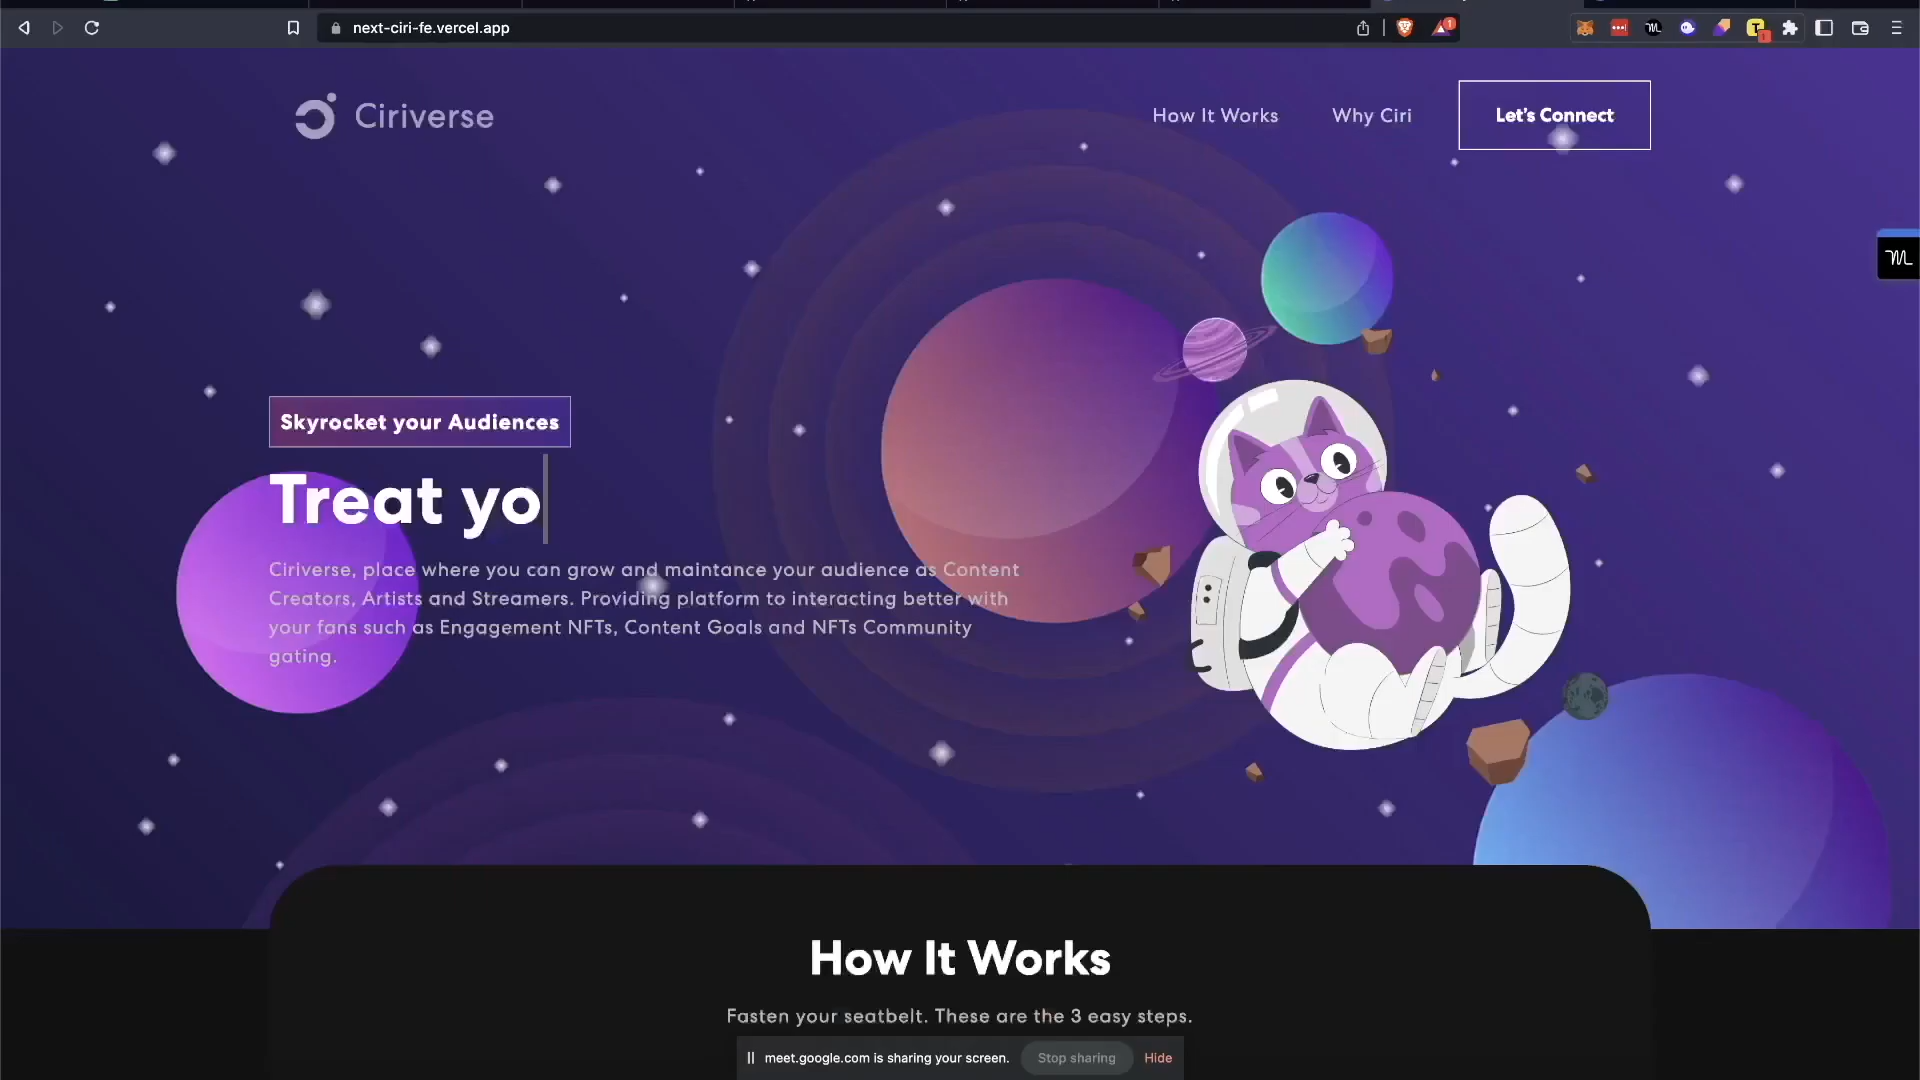 next-ciri-fe.vercel.app
1
Ciriverse
How It Works
Why Ciri
Let's Connect
Skyrocket your Audiences
Treat yo
Ciriverse, place where you can grow and maintance your audience as Content
Creators, Artists and Streamers. Providing platform to interacting better with
your fans such as Engagement NFTs, Content Goals and NFTs Community
gating.
How It Works
Fasten your seatbelt. These are the 3 easy steps.
meet.google.com is sharing your screen.
Stop sharing
Hide